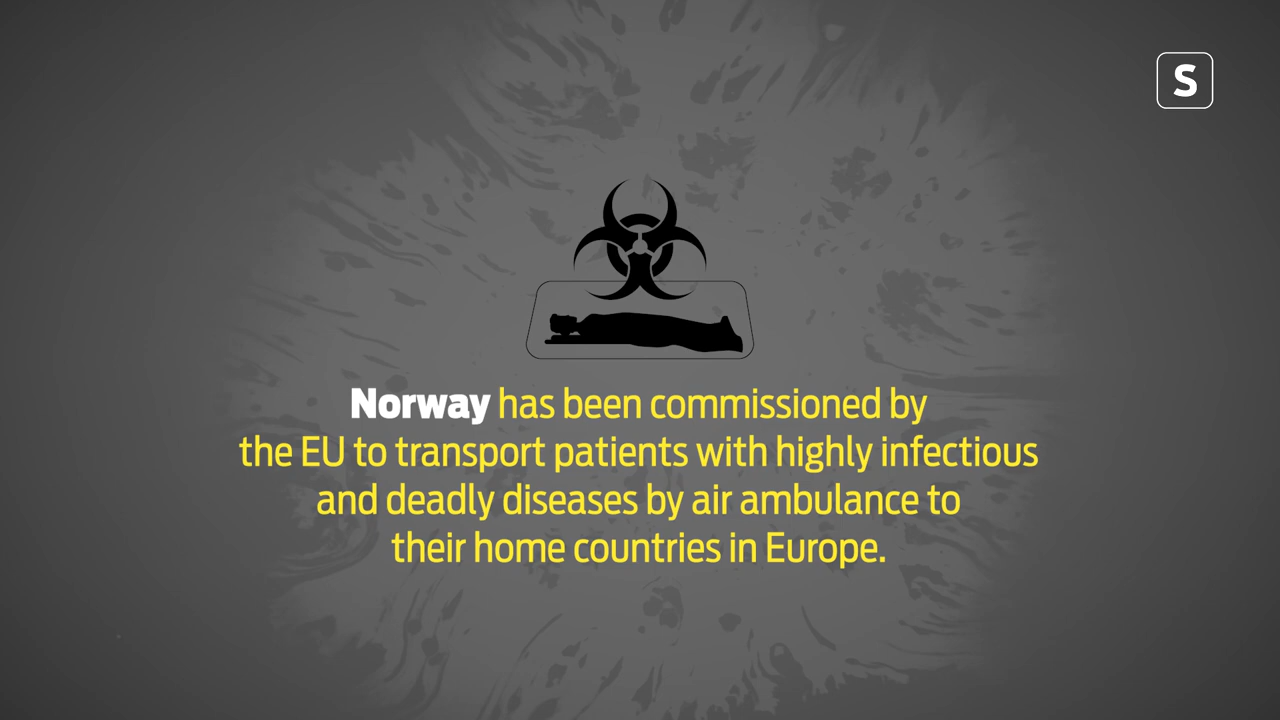 S
Norway has been commissioned by
the EU to transport patients with highly infectious
and deadly diseases by air ambulance to
their home countries in Europe.